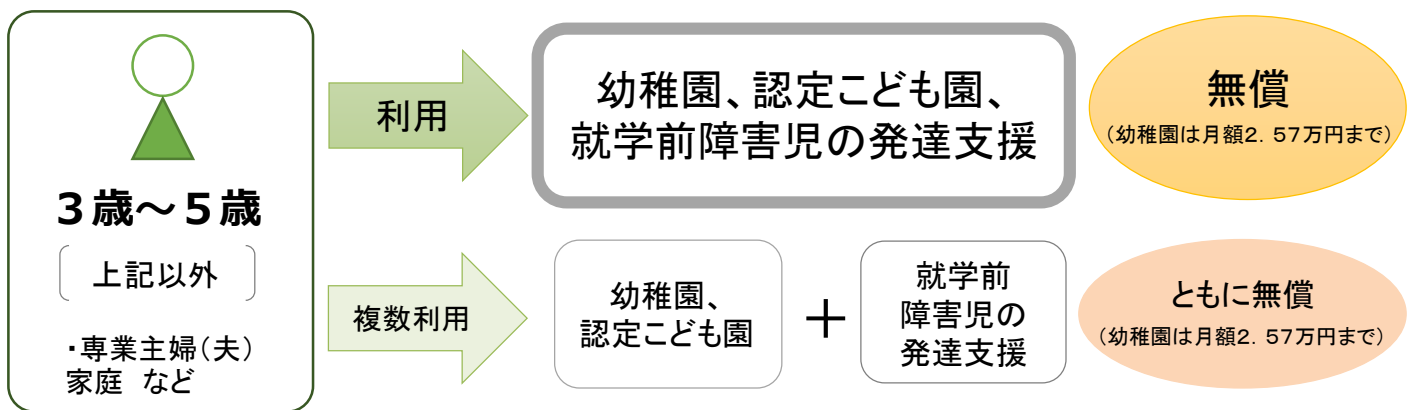 3歳～5歳
上記以外
・専業主婦(夫)
家庭 など
利用
幼稚園、認定こども園、
就学前障害児の発達支援
無償
(幼稚園は月額2．57万円まで)
複数利用
幼稚園、
認定こども園
＋
就学前
障害児の
発達支援
ともに無償
(幼稚園は月額2．57万円まで)